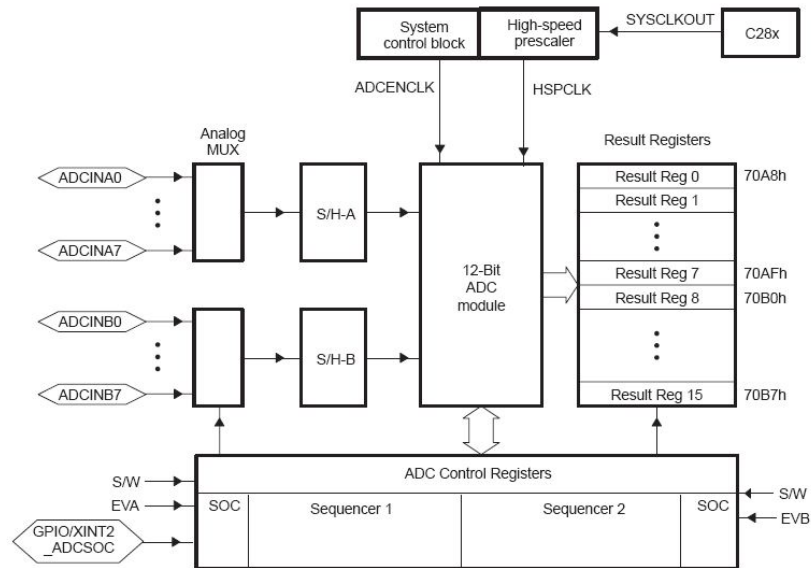 System
control block
High-speed
prescaler
SYSCLKOUT
C28x
ADCENCLK
HSPCLK
Analog
MUX
Result Registers
ADCINA0
ADCINA7
S/H-A
12-Bit
ADC
module
Result Reg 0
70A8h
Result Reg 1
Result Reg 7
70AFh
Result Reg 8
70B0h
ADCINB0
ADCINB7
S/H-B
Result Reg 15
70B7h
ADC Control Registers
S/W
EVA
GPIO/XINT2
_ADCSOC
SOC
Sequencer 1
Sequencer 2
SOC
S/W
EVB